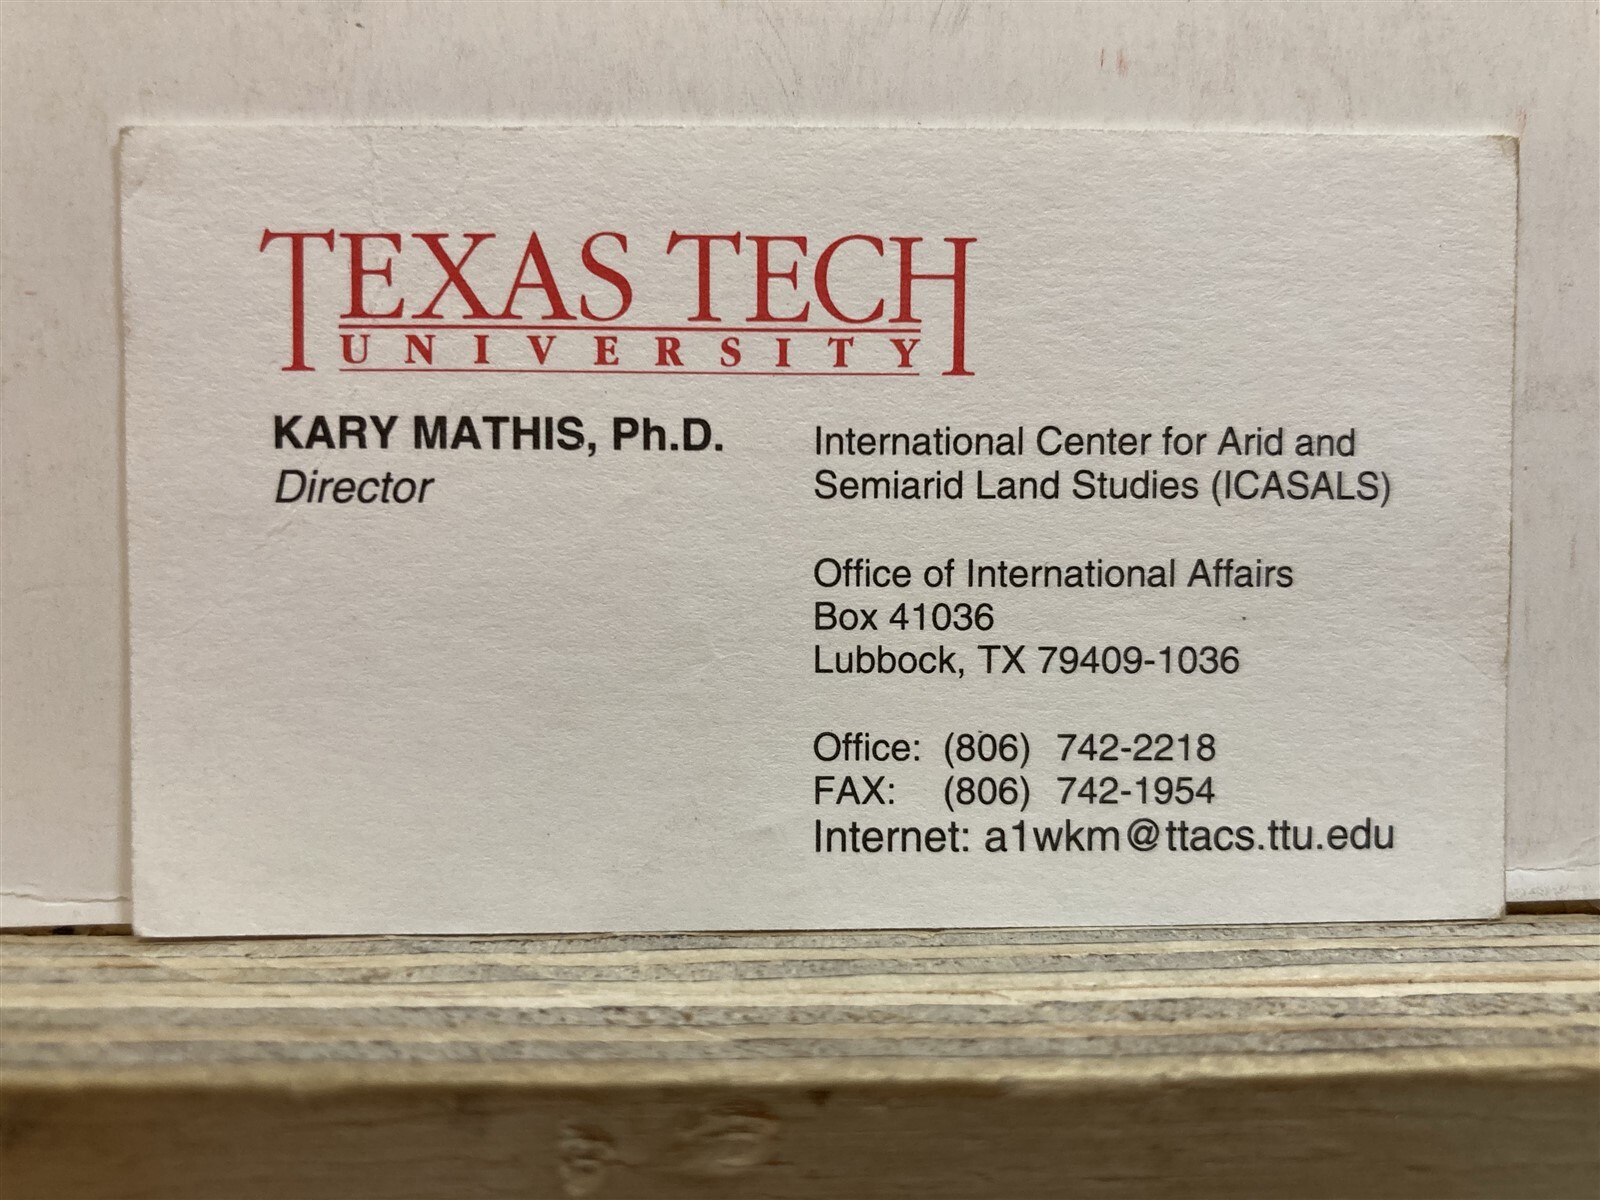 TEXAS TECH
UNIVERSITY
KARY MATHIS, Ph.D.
Director
International Center for Arid and
Semiarid Land Studies (ICASALS)
Office of International Affairs
Box 41036
Lubbock, TX 79409-1036
Office: (806) 742-2218
FAX: (806) 742-1954
Internet: a1wkm@ttacs.ttu.edu